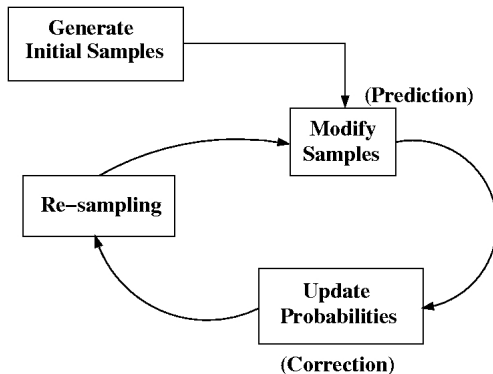 Generate
Initial Samples
(Prediction)
Modify
Samples
Re-sampling
Update
Probabilities
(Correction)